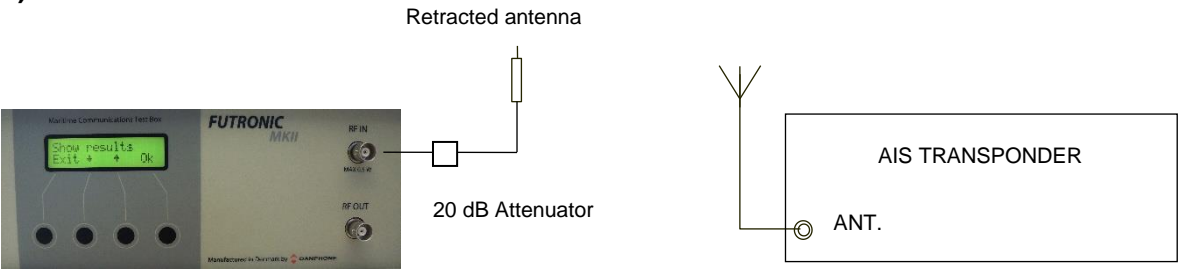 Retracted antenna
Maritime Communications Test Box
FUTRONIC
MKII
RF IN
Show results
Exit Ok
RF OUT
20 dB Attenuator
Manufactured in Denmark by DANPHONE
AIS TRANSPONDER
ANT.